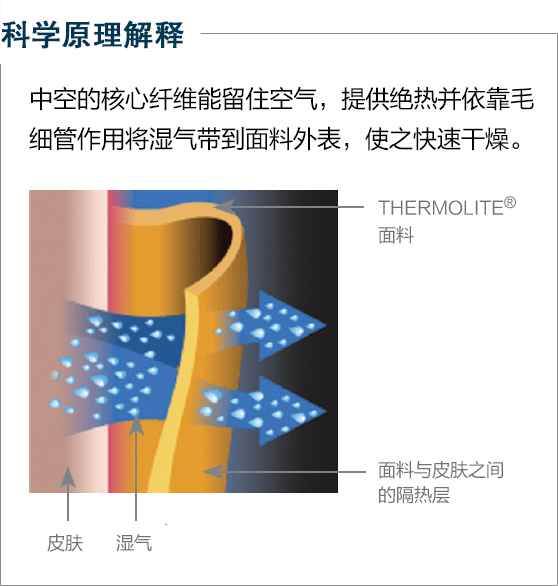 科学原理解释
中空的核心纤维能留住空气，提供绝热并依靠毛
细管作用将湿气带到面料外表，使之快速干燥。
THERMOLITE®
面料
面料与皮肤之间
的隔热层
皮肤 湿气